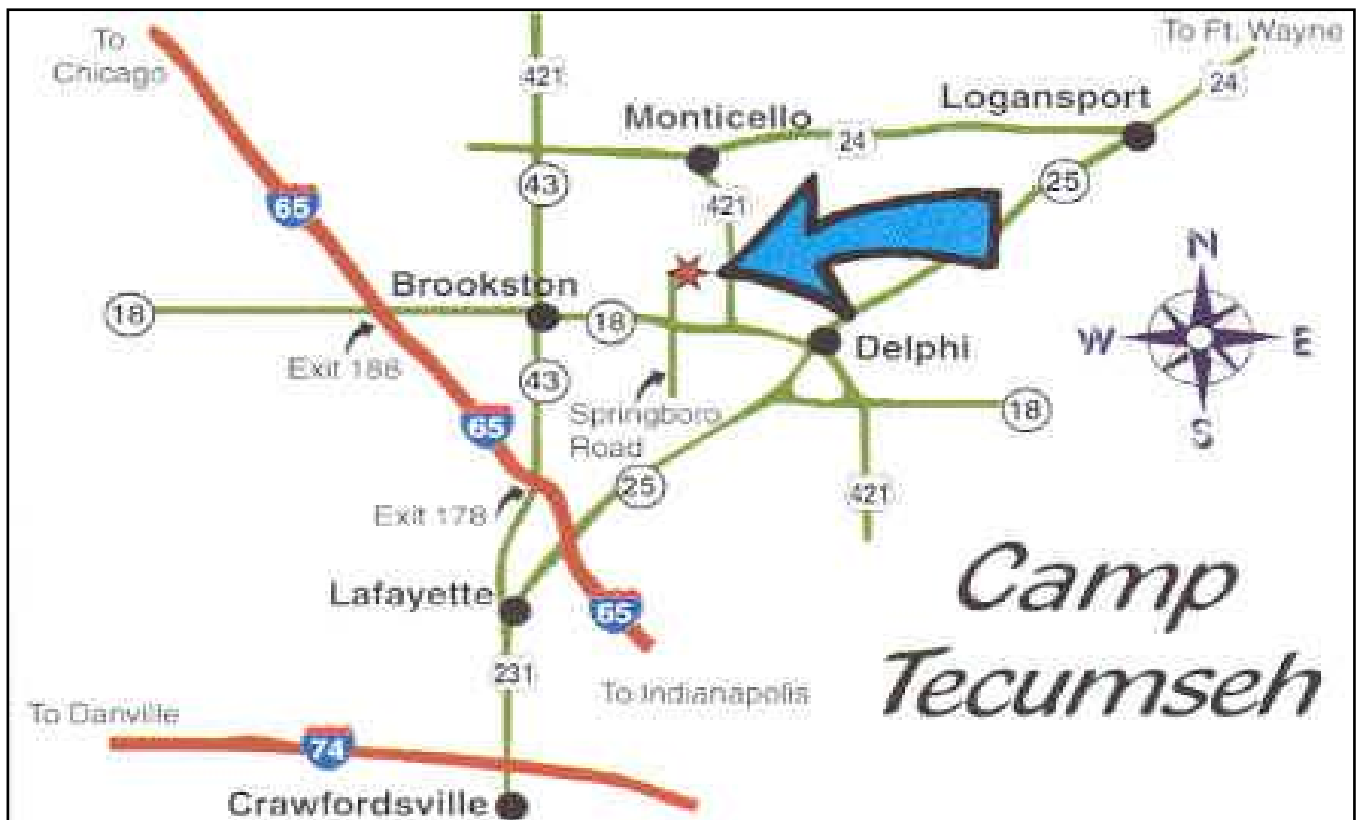 To
Chicago
421
To Ft. Wayne
24
Logansport
Monticello
24
43
25
65
421
Brookston
18
18
Delphi
Exit 188
43
Springboro
Road
18
65
25
421
Exit 178
Lafayette
65
231
To Indianapolis
To Danville
74
Crawfordsville
N
W
E
S
Camp
Tecumseh